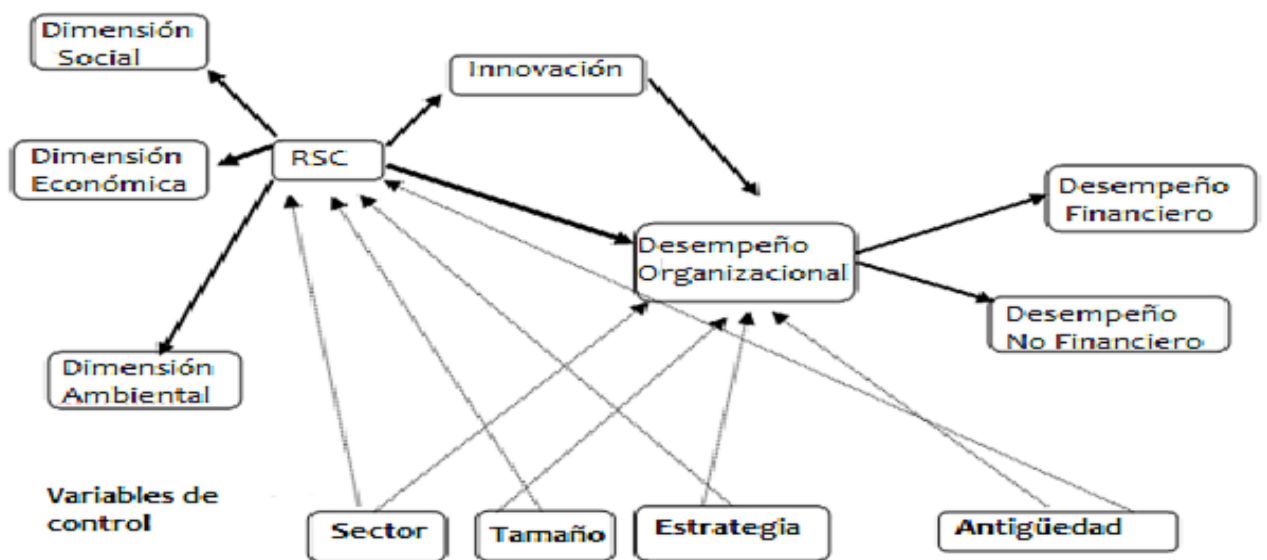 Dimensión
Social
Innovación
Dimensión
Económica
RSC
Desempeño
Financiero
Desempeño
Organizacional
Desempeño
No Financiero
Dimensión
Ambiental
Variables de
control
Sector
Tamaño
Estrategia
Antigüedad